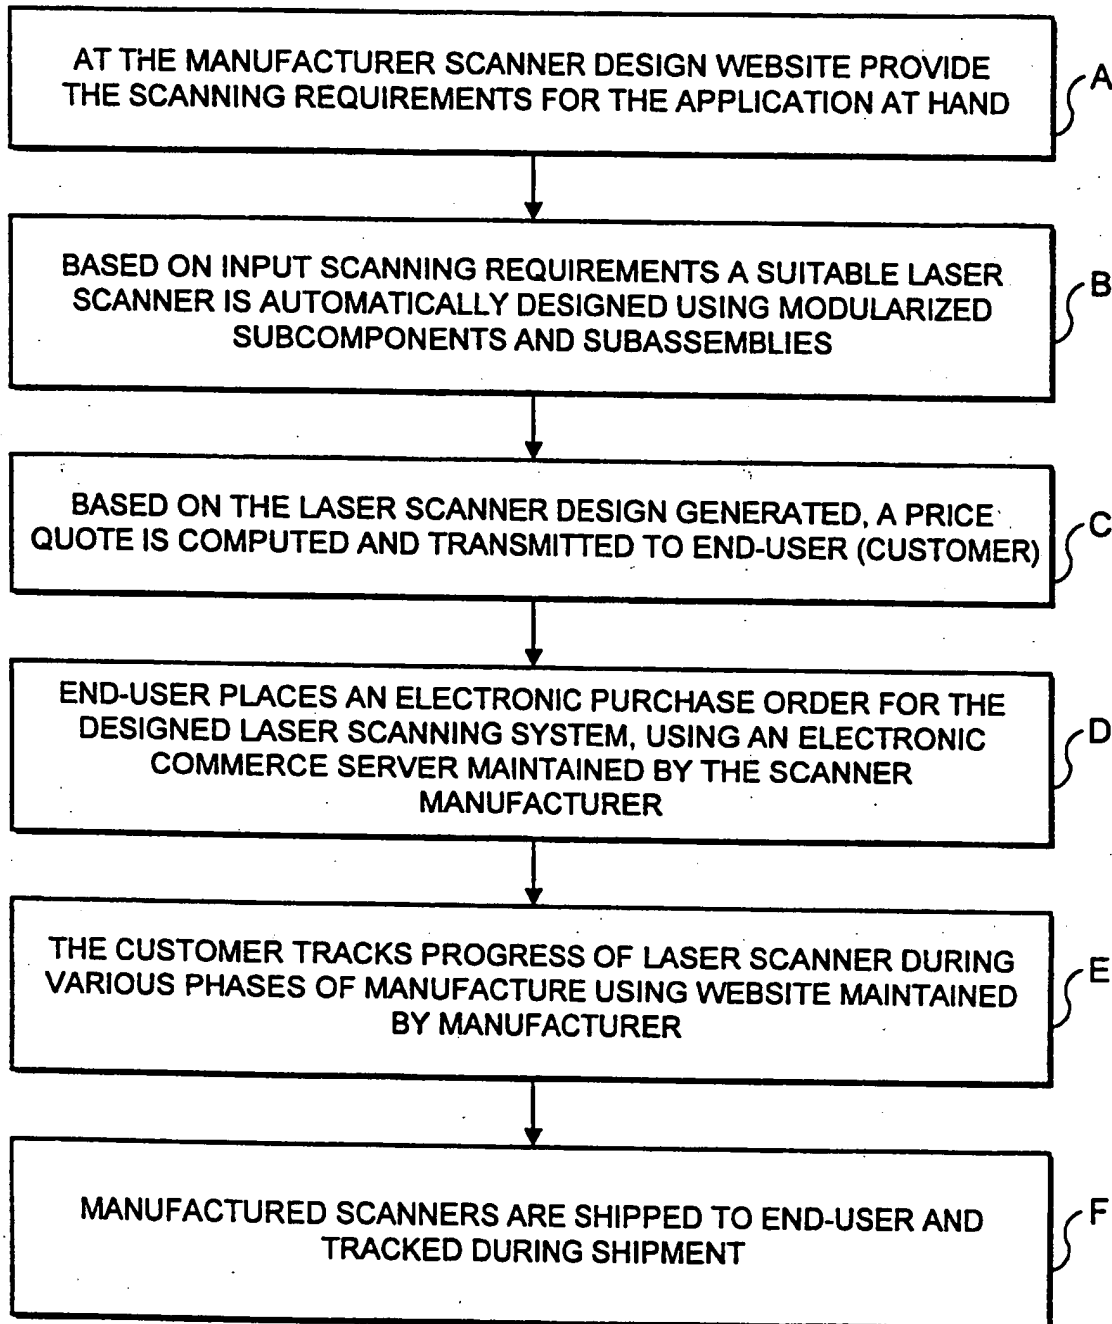 AT THE MANUFACTURER SCANNER DESIGN WEBSITE PROVIDE
THE SCANNING REQUIREMENTS FOR THE APPLICATION AT HAND
A
BASED ON INPUT SCANNING REQUIREMENTS A SUITABLE LASER
SCANNER IS AUTOMATICALLY DESIGNED USING MODULARIZED
SUBCOMPONENTS AND SUBASSEMBLIES
B
BASED ON THE LASER SCANNER DESIGN GENERATED, A PRICE
QUOTE IS COMPUTED AND TRANSMITTED TO END-USER (CUSTOMER)
C
END-USER PLACES AN ELECTRONIC PURCHASE ORDER FOR THE
DESIGNED LASER SCANNING SYSTEM, USING AN ELECTRONIC
COMMERCE SERVER MAINTAINED BY THE SCANNER
MANUFACTURER
D
THE CUSTOMER TRACKS PROGRESS OF LASER SCANNER DURING
VARIOUS PHASES OF MANUFACTURE USING WEBSITE MAINTAINED
BY MANUFACTURER
E
MANUFACTURED SCANNERS ARE SHIPPED TO END-USER AND
TRACKED DURING SHIPMENT
F